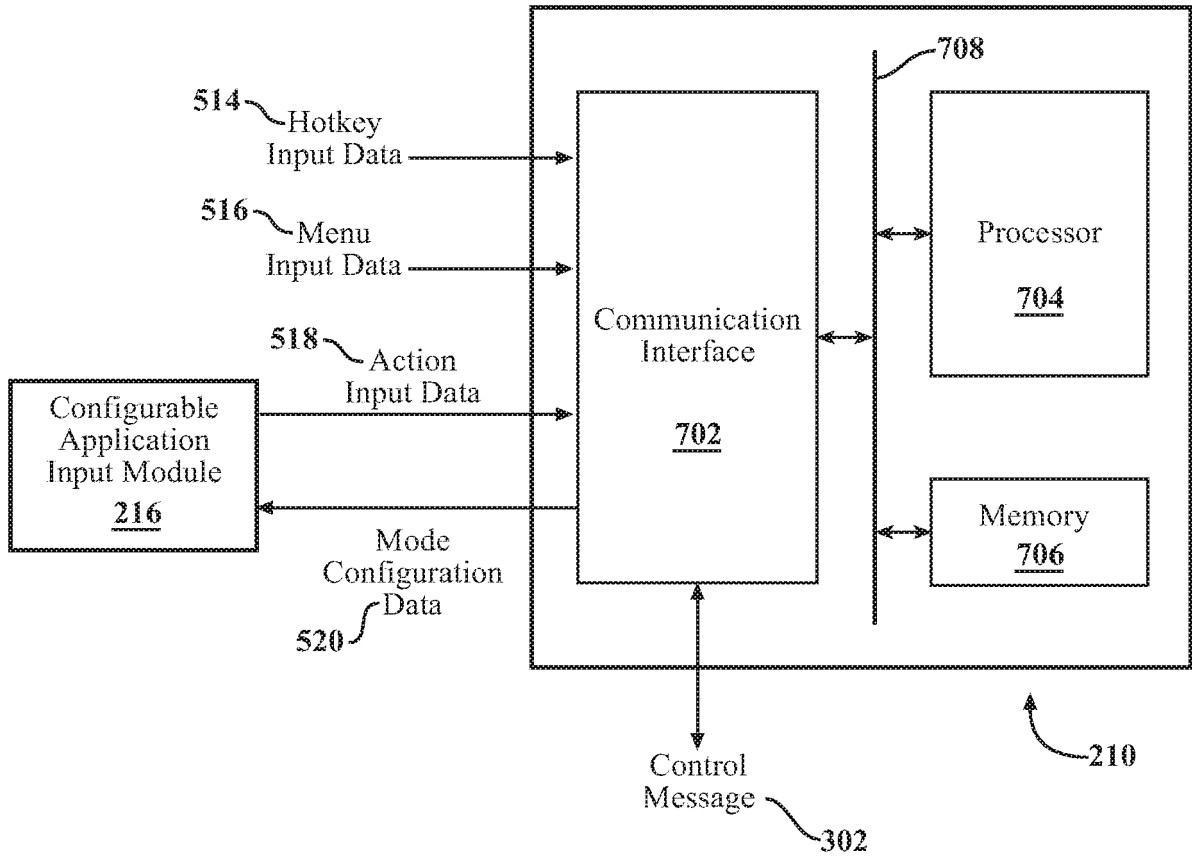 708
514
Hotkey
Input Data
516
Menu
Input Data
518
Action
Input Data
Configurable
Application
Input Module
216
Mode
Configuration
Data
520
Communication
Interface
702
Processor
704
Memory
706
210
Control
Message
302